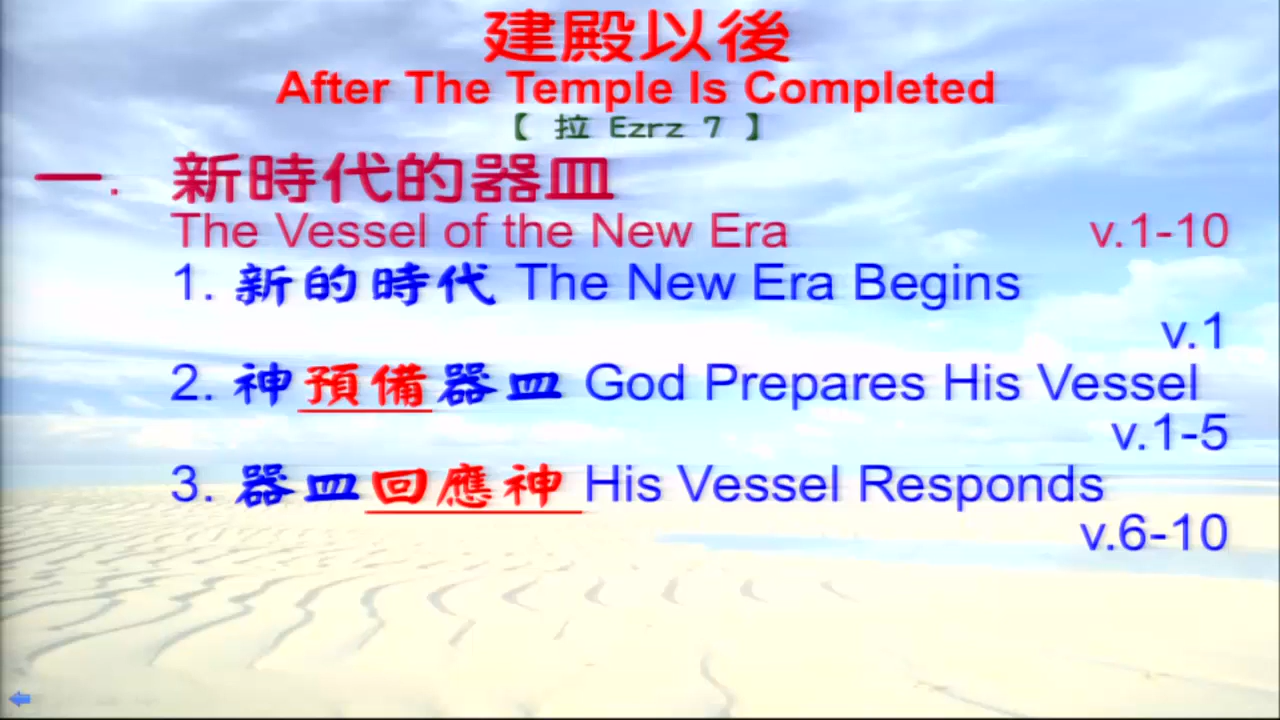 建殿以後
After The Temple Is Completed
【 拉 Ezrz 7 】
一. 新時代的器皿
The Vessel of the New Era v.1-10
1. 新的時代 The New Era Begins
v.1
2. 神預備器皿 God Prepares His Vessel
v.1-5
3. 器皿回應神 His Vessel Responds
v.6-10